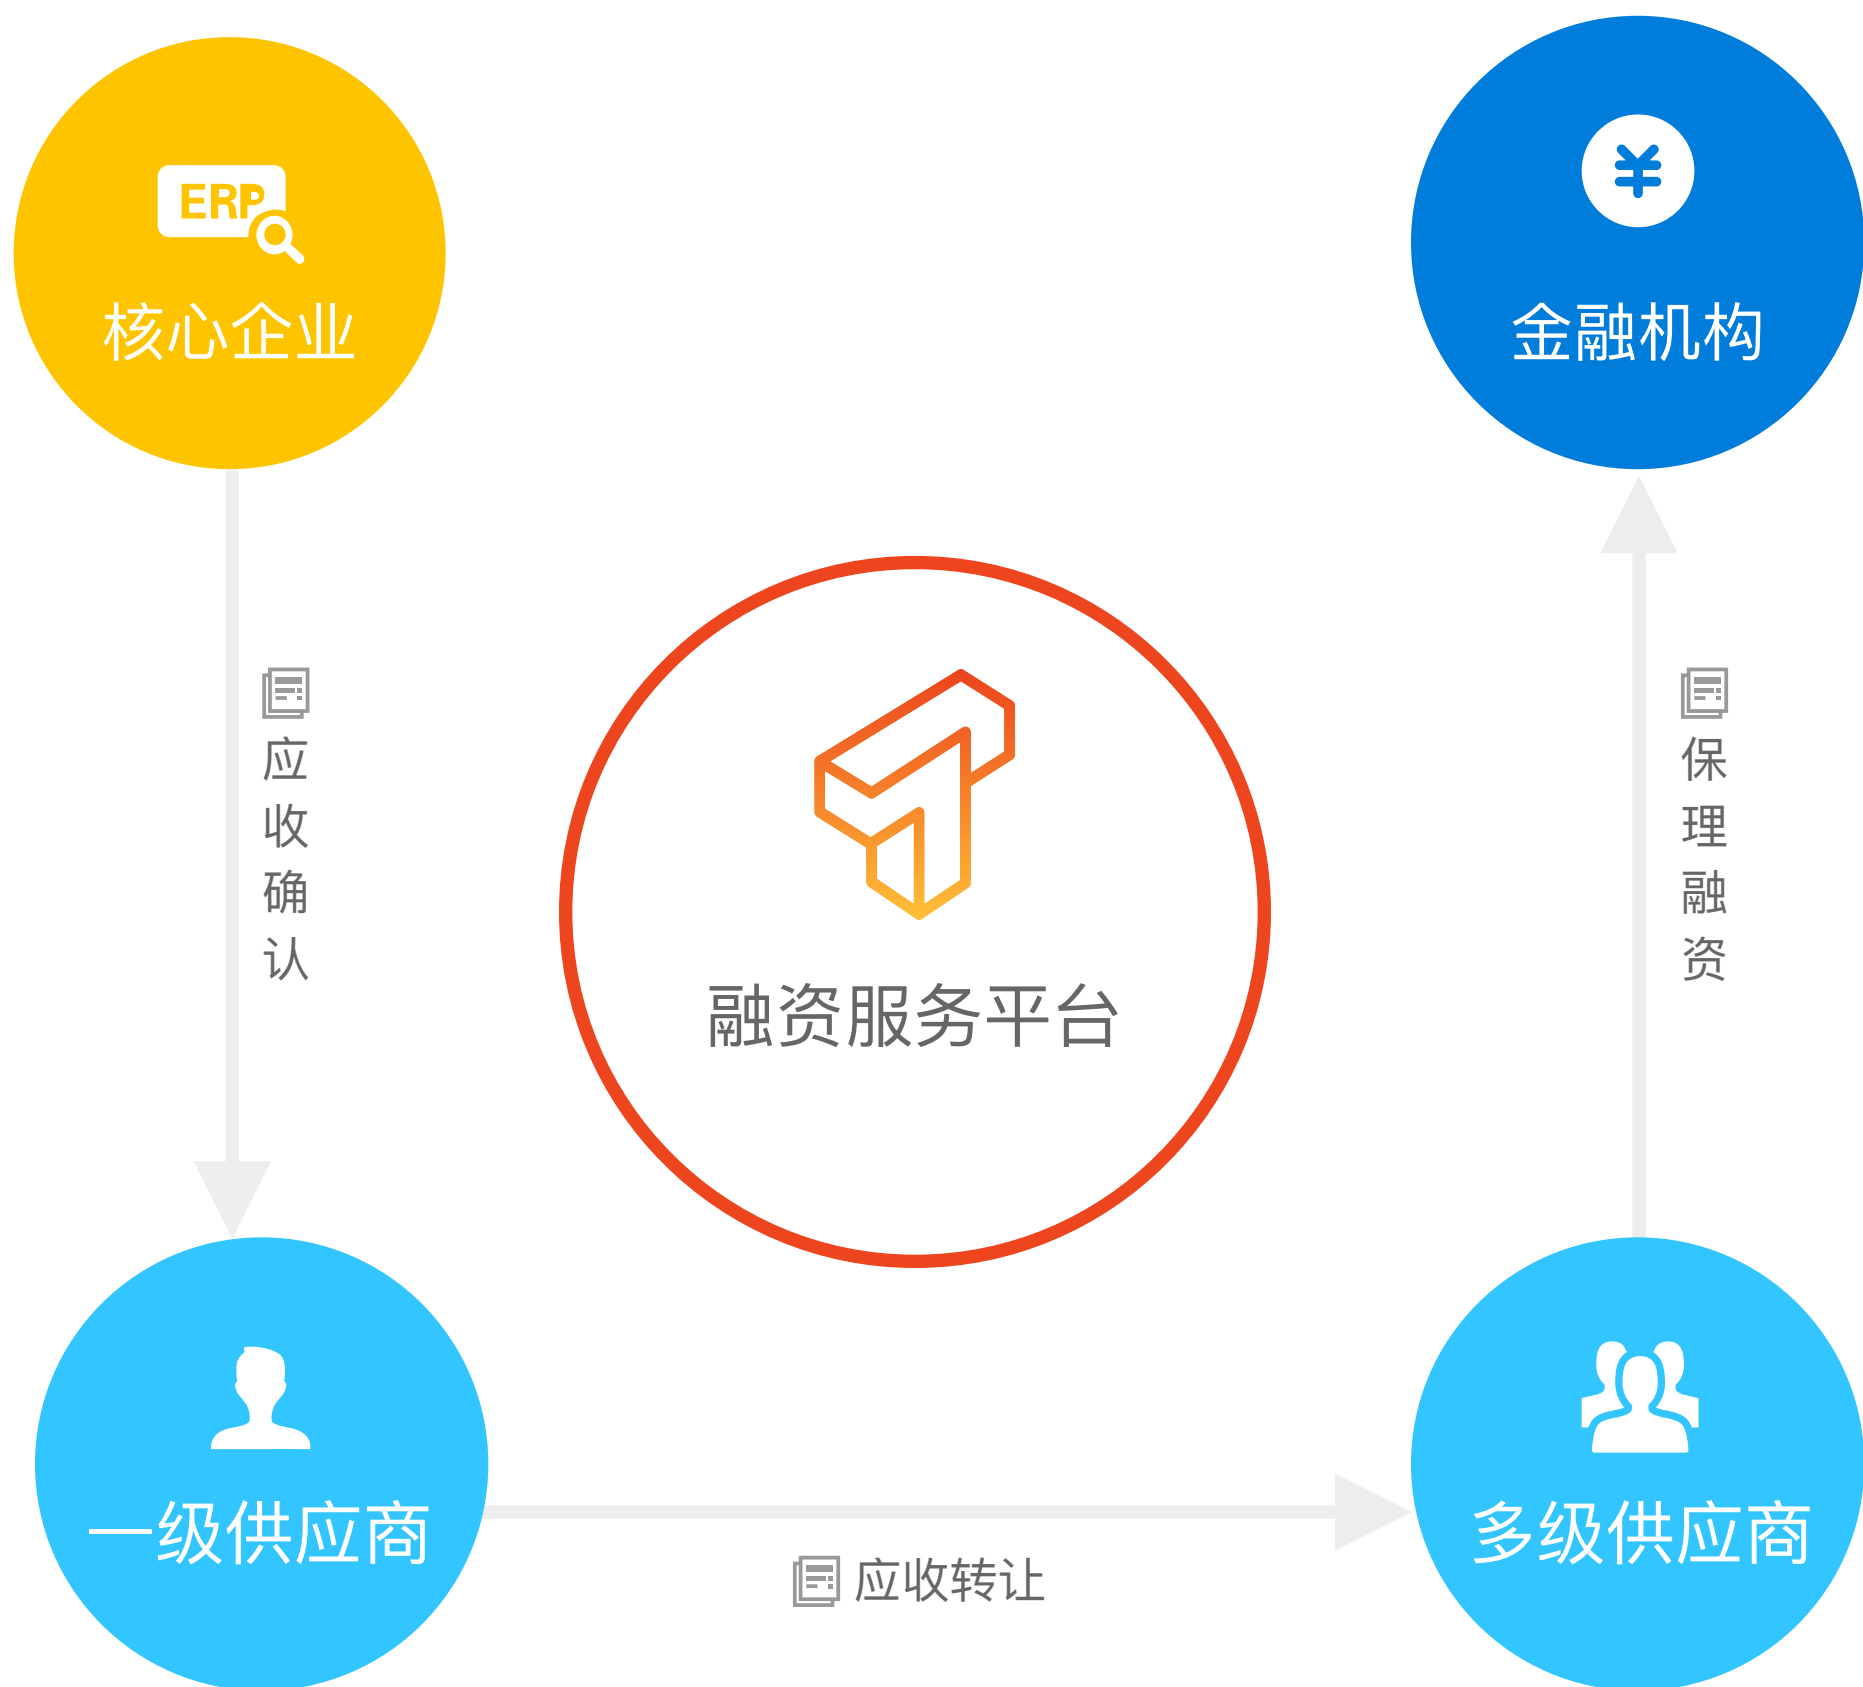 ERP
核心企业
金融机构
应收确认
保理融资
融资服务平台
一级供应商
多级供应商
应收转让